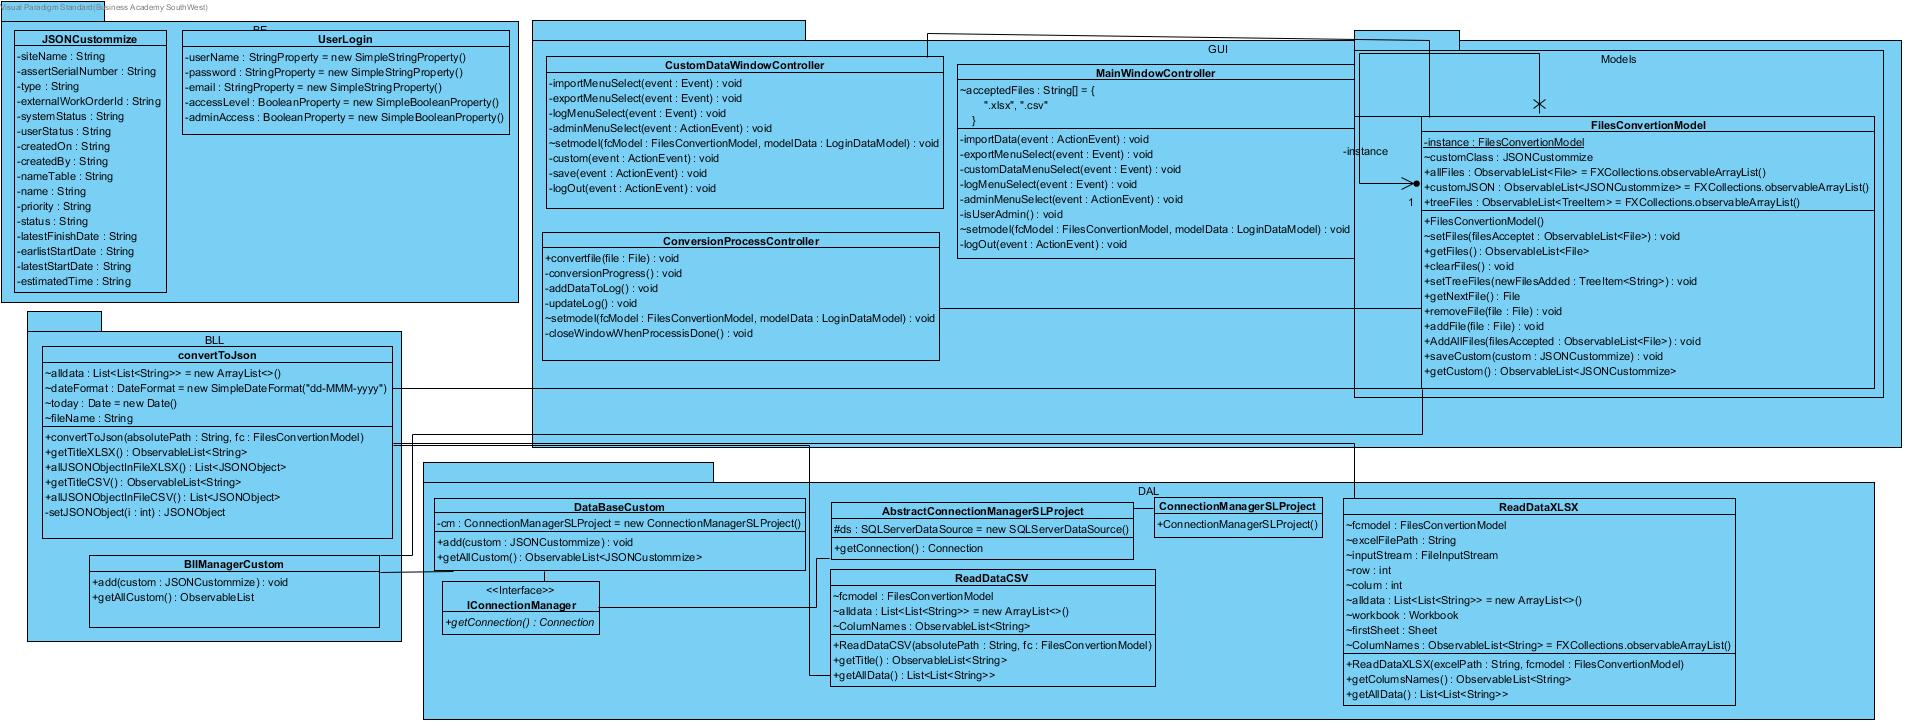 Visual Paradigm Standard(Business Academy SouthWest)
BE
JSONCustommize
-siteName : String
-assertSerialNumber : String
-type : String
-externalWorkOrderId : String
-systemStatus : String
-userStatus : String
-createdOn : String
-createdBy : String
-nameTable : String
-name : String
-priority : String
-status : String
-latestFinishDate : String
-earlistStartDate : String
-latestStartDate : String
-estimatedTime : String
UserLogin
-userName : StringProperty = new SimpleStringProperty()
-password : StringProperty = new SimpleStringProperty()
-email : StringProperty = new SimpleStringProperty()
-accessLevel : BooleanProperty = new SimpleBooleanProperty()
-adminAccess : BooleanProperty = new SimpleBooleanProperty()
GUI
CustomDataWindowController
-importMenuSelect(event : Event) : void
-exportMenuSelect(event : Event) : void
-logMenuSelect(event : Event) : void
-adminMenuSelect(event : ActionEvent) : void
~setmodel(fcModel : FilesConvertionModel, modelData : LoginDataModel) : void
-custom(event : ActionEvent) : void
-save(event : ActionEvent) : void
-logOut(event : ActionEvent) : void
ConversionProcessController
+convertfile(file : File) : void
-conversionProgress() : void
-addDataToLog() : void
-updateLog() : void
~setmodel(fcModel : FilesConvertionModel, modelData : LoginDataModel) : void
-closeWindowWhenProcessisDone() : void
MainWindowController
~acceptedFiles : String[] = {
".xlsx", ".csv"
}
-importData(event : ActionEvent) : void
-exportMenuSelect(event : Event) : void
-customDataMenuSelect(event : Event) : void
-logMenuSelect(event : Event) : void
-adminMenuSelect(event : ActionEvent) : void
-isUserAdmin() : void
~setmodel(fcModel : FilesConvertionModel, modelData : LoginDataModel) : void
-logOut(event : ActionEvent) : void
Models
-instance
1
FilesConvertionModel
-instance : FilesConvertionModel
~customClass : JSONCustommize
+allFiles : ObservableList<File> = FXCollections.observableArrayList()
+customJSON : ObservableList<JSONCustommize> = FXCollections.observableArrayList()
+treeFiles : ObservableList<TreeItem> = FXCollections.observableArrayList()
+FilesConvertionModel()
~setFiles(filesAcceptet : ObservableList<File>) : void
+getFiles() : ObservableList<File>
+clearFiles() : void
+setTreeFiles(newFilesAdded : TreeItem<String>) : void
+getNextFile() : File
+removeFile(file : File) : void
+addFile(file : File) : void
+AddAllFiles(filesAccepted : ObservableList<File>) : void
+saveCustom(custom : JSONCustommize) : void
+getCustom() : ObservableList<JSONCustommize>
BLL
convertToJson
~alldata : List<List<String>> = new ArrayList<>()
~dateFormat : DateFormat = new SimpleDateFormat("dd-MMM-yyyy")
~today : Date = new Date()
~fileName : String
+convertToJson(absolutePath : String, fc : FilesConvertionModel)
+getTitleXLSX() : ObservableList<String>
+allJSONObjectInFileXLSX() : List<JSONObject>
+getTitleCSV() : ObservableList<String>
+allJSONObjectInFileCSV() : List<JSONObject>
-setJSONObject(i : int) : JSONObject
BllManagerCustom
+add(custom : JSONCustommize) : void
+getAllCustom() : ObservableList
DAL
DataBaseCustom
-cm : ConnectionManagerSLProject = new ConnectionManagerSLProject()
+add(custom : JSONCustommize) : void
+getAllCustom() : ObservableList<JSONCustommize>
<<Interface>>
IConnectionManager
+getConnection() : Connection
AbstractConnectionManagerSLProject
#ds : SQLServerDataSource = new SQLServerDataSource()
+getConnection() : Connection
ConnectionManagerSLProject
+ConnectionManagerSLProject()
ReadDataCSV
~fcmodel : FilesConvertionModel
~alldata : List<List<String>> = new ArrayList<>()
~ColumNames : ObservableList<String>
+ReadDataCSV(absolutePath : String, fc : FilesConvertionModel)
+getTitle() : ObservableList<String>
+getAllData() : List<List<String>>
ReadDataXLSX
~fcmodel : FilesConvertionModel
~excelFilePath : String
~inputStream : FileInputStream
~row : int
~colum : int
~alldata : List<List<String>> = new ArrayList<>()
~workbook : Workbook
~firstSheet : Sheet
~ColumNames : ObservableList<String> = FXCollections.observableArrayList()
+ReadDataXLSX(excelPath : String, fcmodel : FilesConvertionModel)
+getColumsNames() : ObservableList<String>
+getAllData() : List<List<String>>